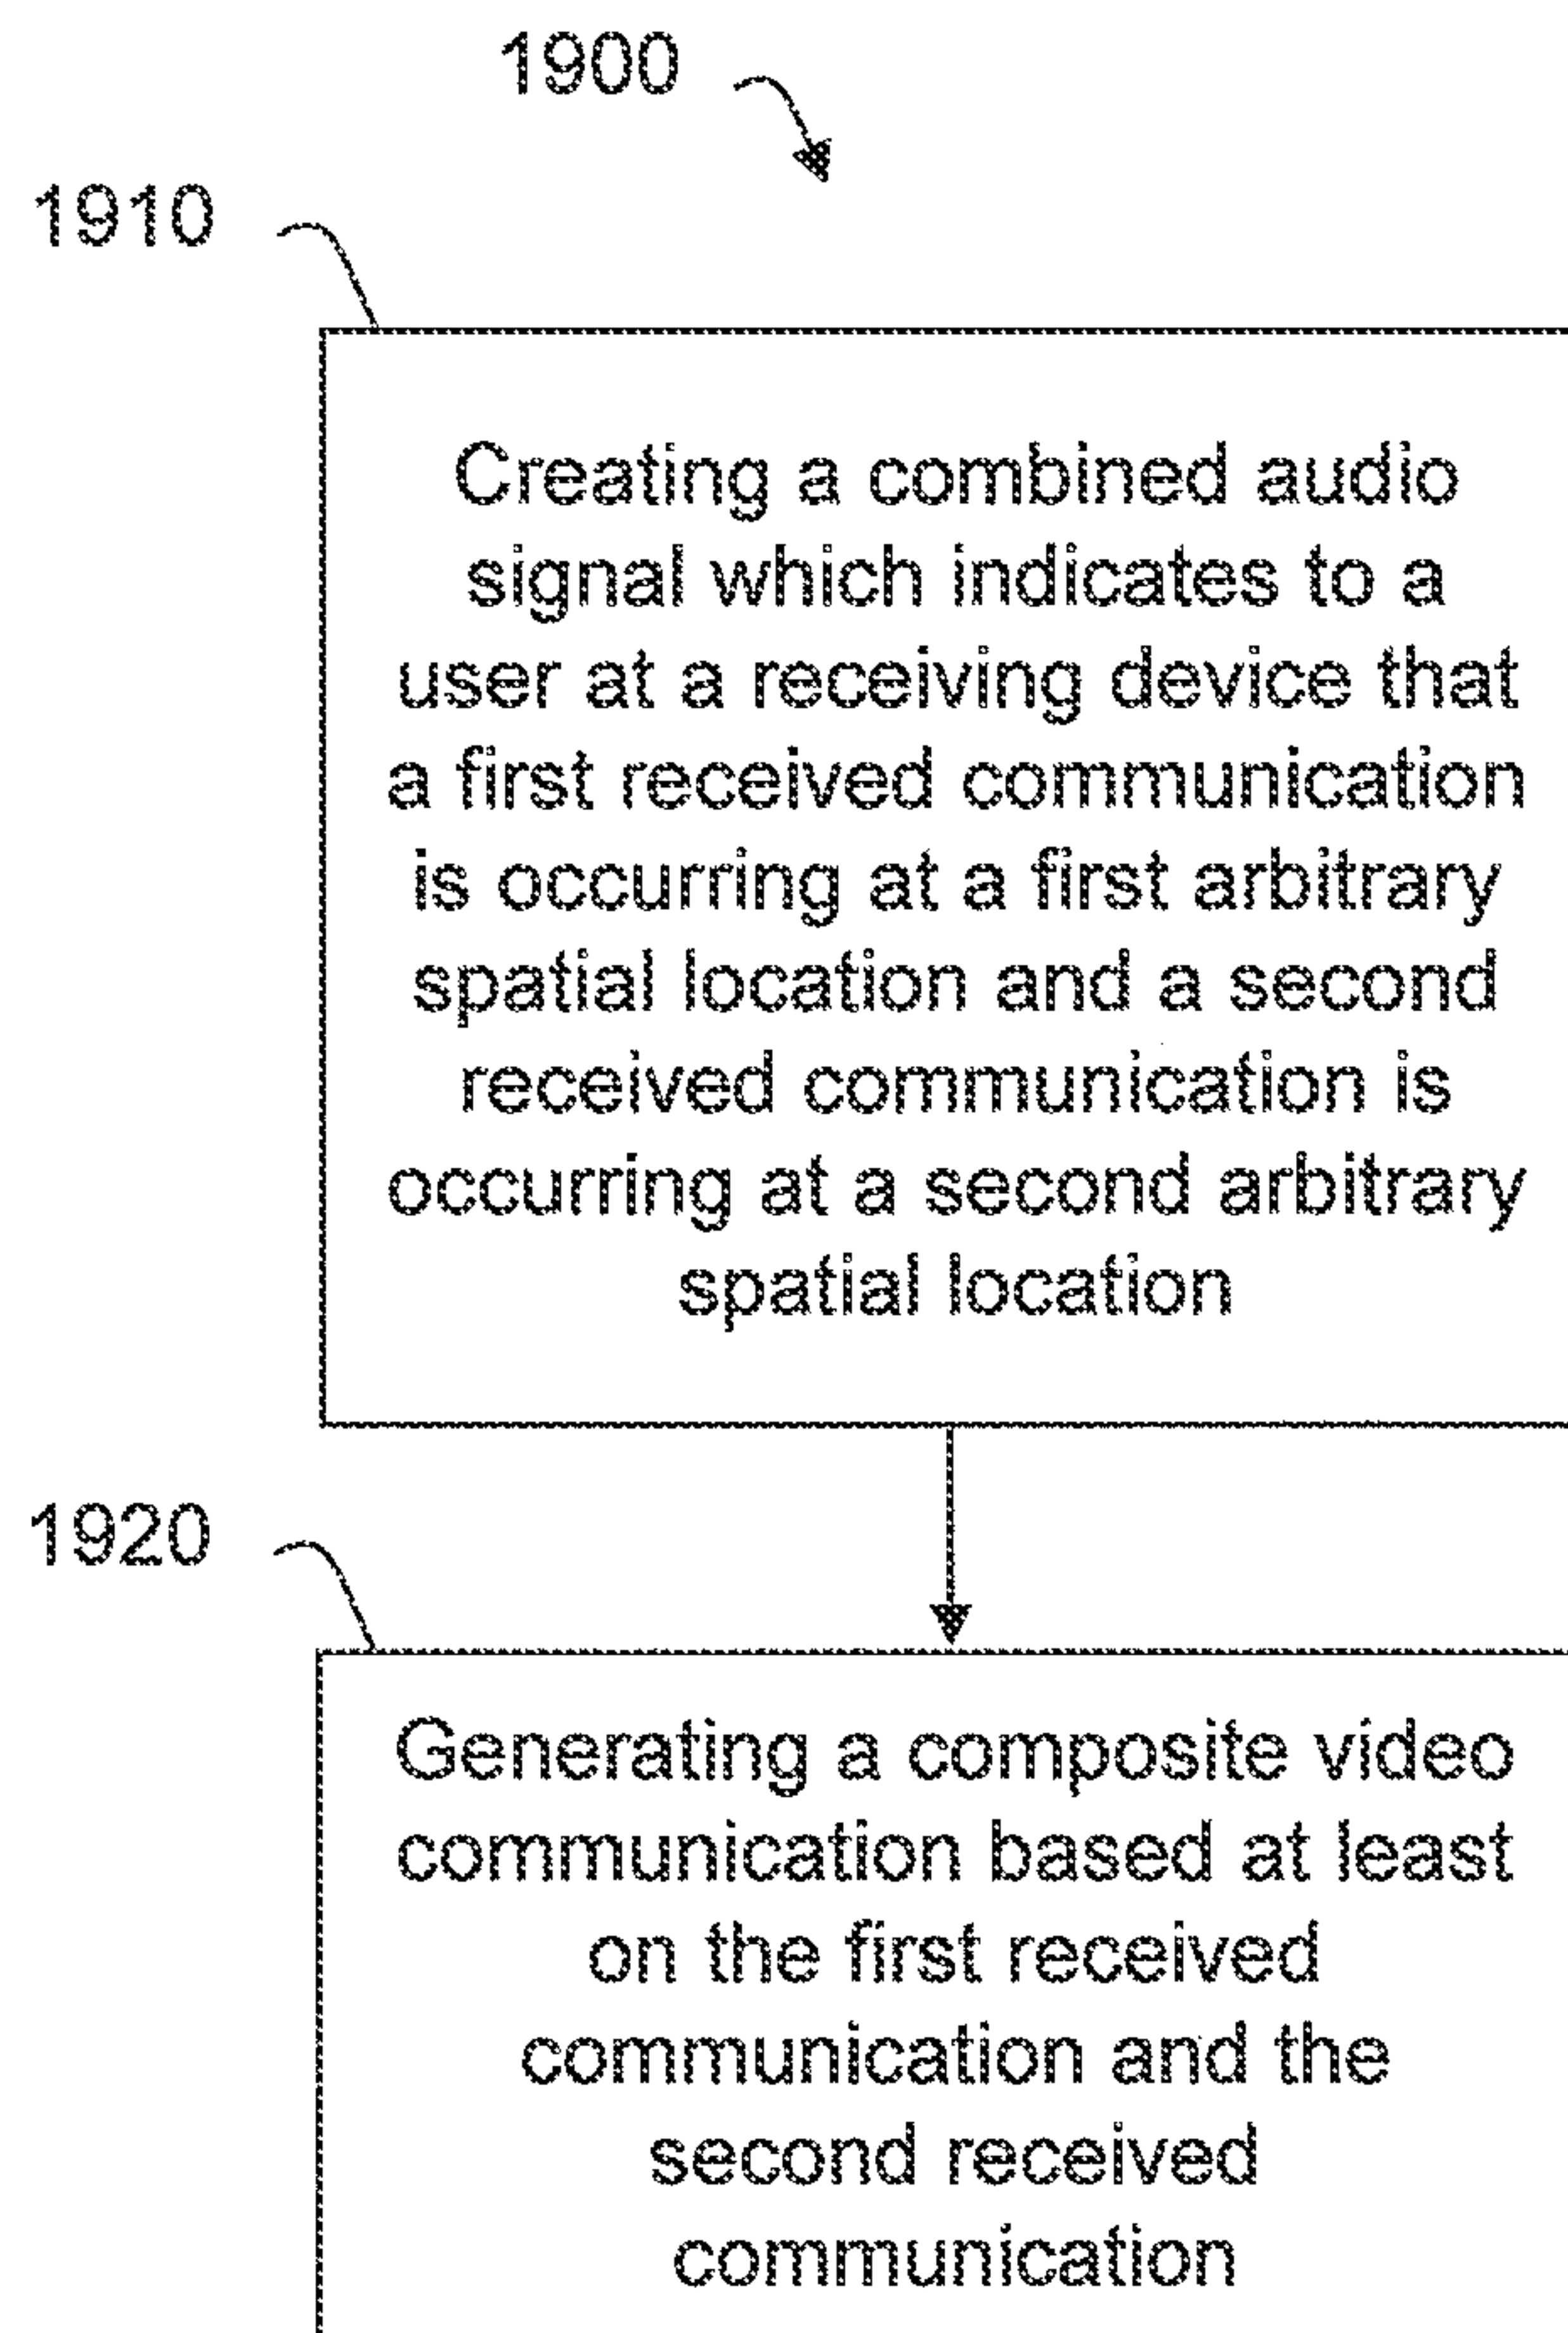 1900
1910
Creating a combined audio
signal which indicates to a
user at a receiving device that
a first received communication
is occurring at a first arbitrary
spatial location and a second
received communication is
occurring at a second arbitrary
spatial location
1920
Generating a composite video
communication based at least
on the first received
communication and the
second received
communication